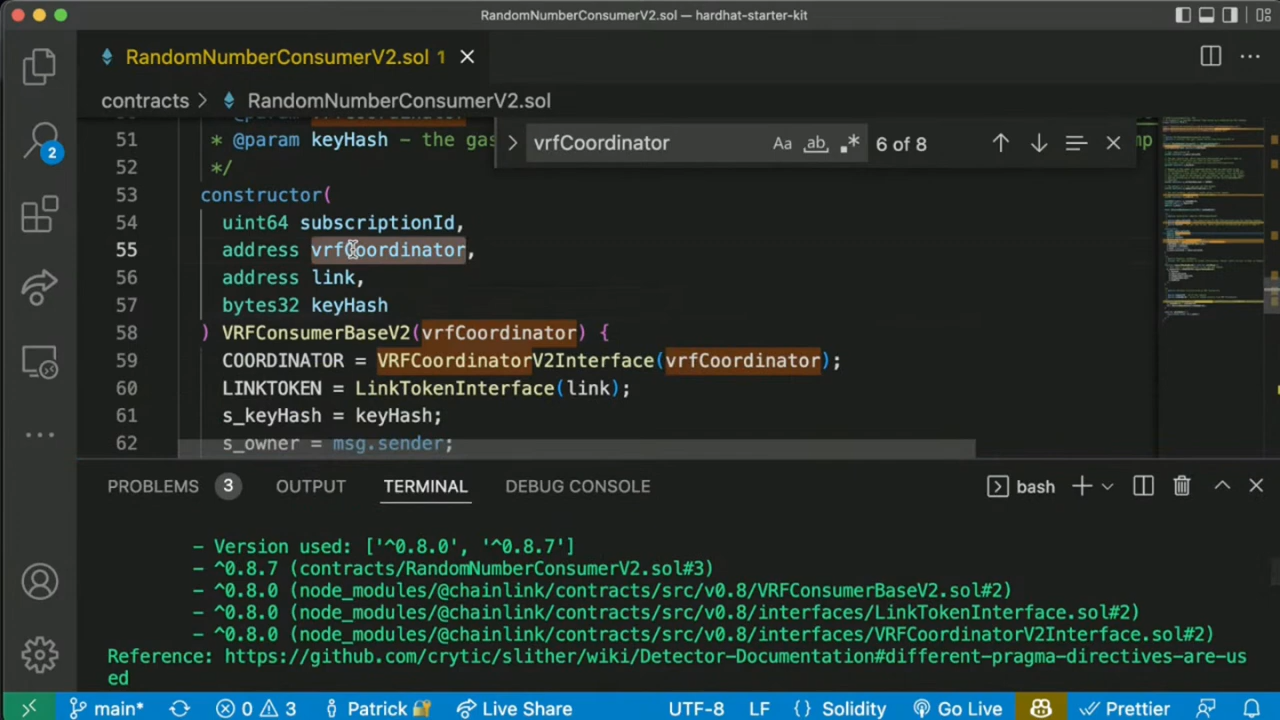 RandomNumberConsumerV2.sol — hardhat-starter-kit
RandomNumberConsumerV2.sol 1
contracts > RandomNumberConsumerV2.sol
vrfCoordinator Aa ab .* 6 of 8
51 * @param keyHash – the gas
52 */
53 constructor(
54 uint64 subscriptionId,
55 address vrfCoordinator,
56 address link,
57 bytes32 keyHash
58 ) VRFConsumerBaseV2(vrfCoordinator) {
59 COORDINATOR = VRFCoordinatorV2Interface(vrfCoordinator);
60 LINKTOKEN = LinkTokenInterface(link);
61 s_keyHash = keyHash;
62 s_owner = msg.sender;
2
PROBLEMS 3 OUTPUT TERMINAL DEBUG CONSOLE bash
- Version used: ['^0.8.0', '^0.8.7']
- ^0.8.7 (contracts/RandomNumberConsumerV2.sol#3)
- ^0.8.0 (node_modules/@chainlink/contracts/src/v0.8/VRFConsumerBaseV2.sol#2)
- ^0.8.0 (node_modules/@chainlink/contracts/src/v0.8/interfaces/LinkTokenInterface.sol#2)
- ^0.8.0 (node_modules/@chainlink/contracts/src/v0.8/interfaces/VRFCoordinatorV2Interface.sol#2)
Reference: https://github.com/crytic/slither/wiki/Detector-Documentation#different-pragma-directives-are-us
ed
main* 0 3 Patrick Live Share UTF-8 LF {} Solidity Go Live Prettier